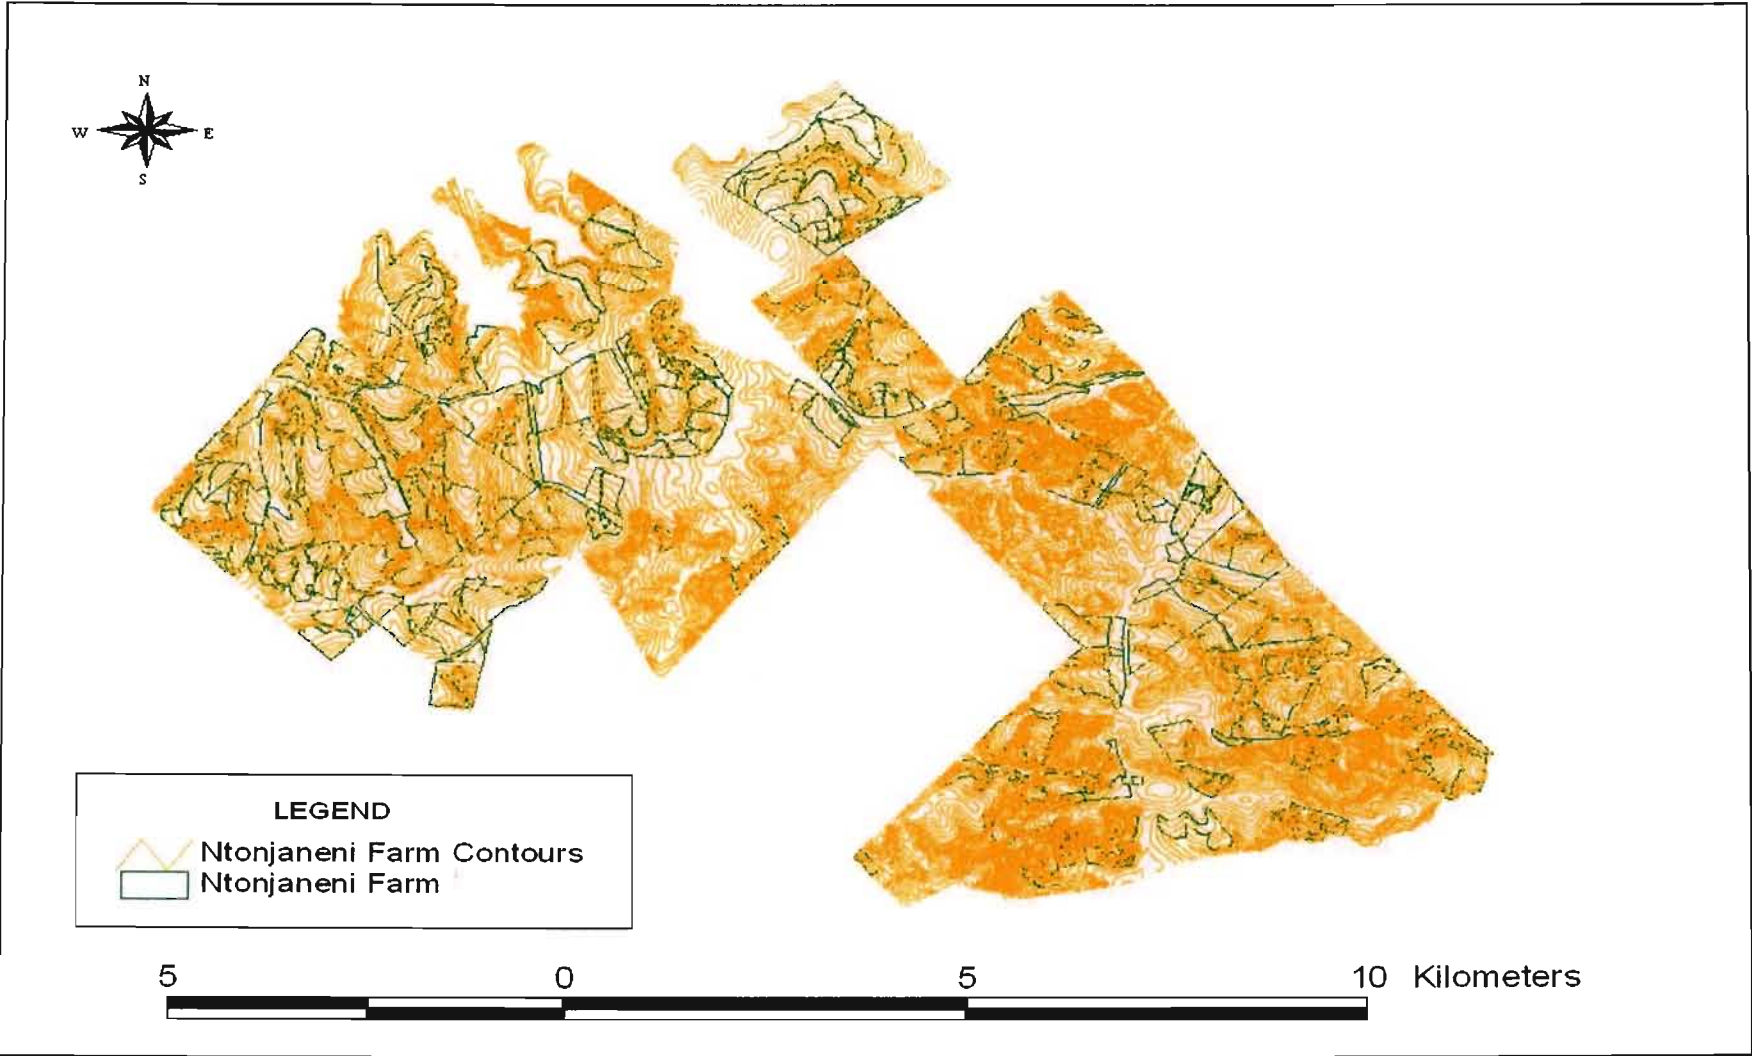 N
W E
S
LEGEND
Ntonjaneni Farm Contours
Ntonjaneni Farm
5 0 5 10 Kilometers